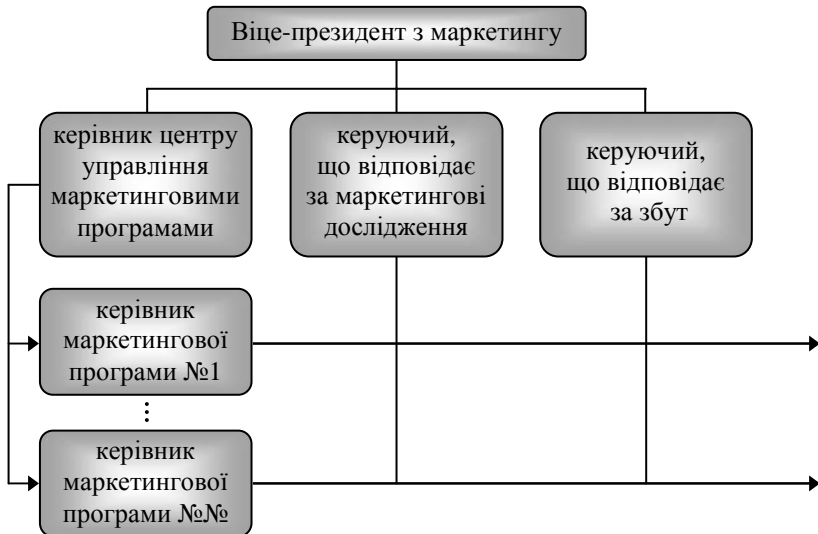 Віце-президент з маркетингу
керівник центру
управління
маркетинговими
програмами
керуючий,
що відповідає
за маркетингові
дослідження
керуючий,
що відповідає
за збут
керівник
маркетингової
програми №1
...
керівник
маркетингової
програми №№